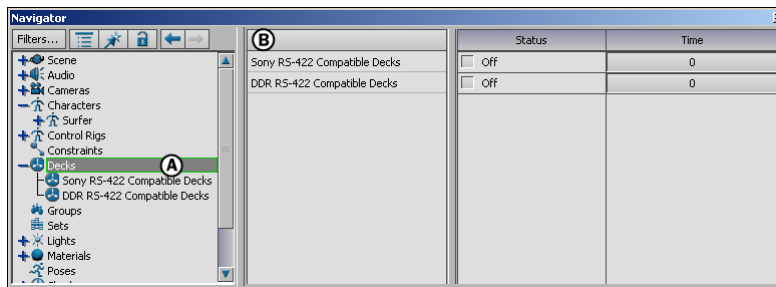 Navigator
Filters...
Scene
Audio
Cameras
Characters
Surfer
Control Rigs
Constraints
Decks A
Sony RS-422 Compatible Decks
DDR RS-422 Compatible Decks
Groups
Sets
Lights
Materials
Poses
B Status Time
Sony RS-422 Compatible Decks Off 0
DDR RS-422 Compatible Decks Off 0